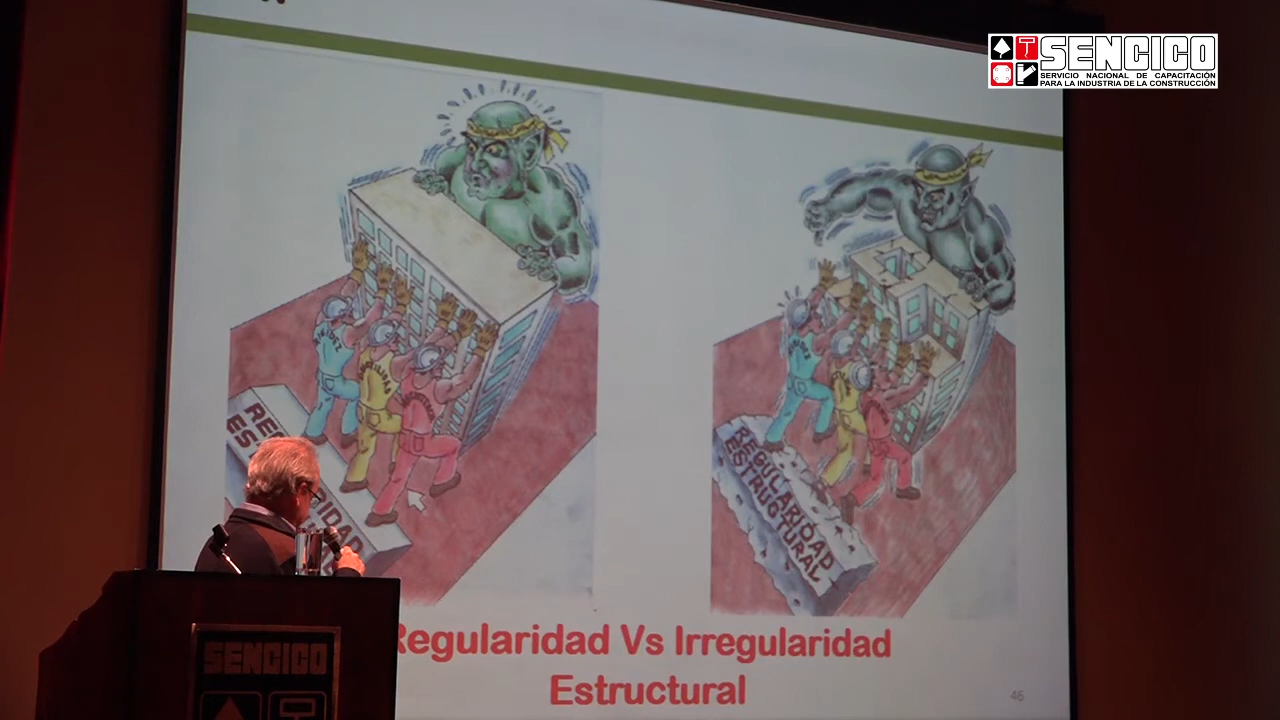 SENCICO
SERVICIO NACIONAL DE CAPACITACIÓN
PARA LA INDUSTRIA DE LA CONSTRUCCIÓN
REGULARIDAD
ESTRUCTURAL
Regularidad Vs Irregularidad
Estructural
46
SENCICO